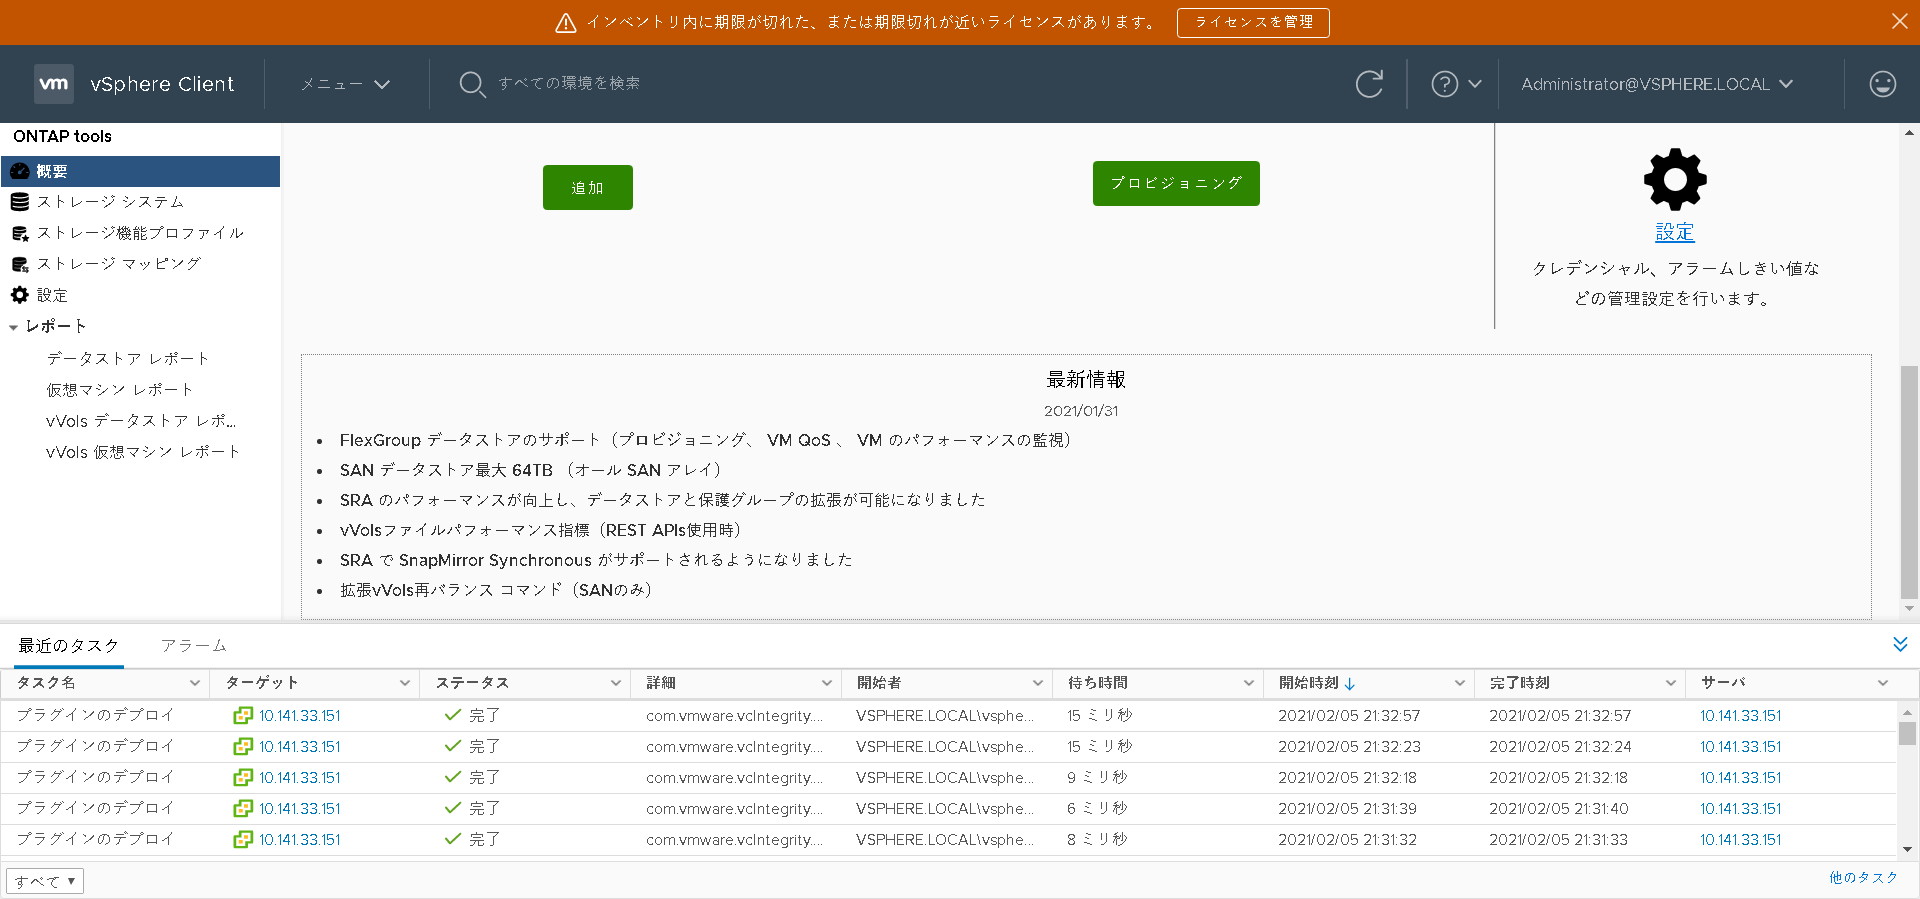 インベントリ内に期限が切れた、または期限切れが近いライセンスがあります。 ライセンスを管理
vm vSphere Client メニュー すべての環境を検索 Administrator@VSPHERE.LOCAL
ONTAP tools
概要
ストレージ システム
ストレージ機能プロファイル
ストレージ マッピング
設定
レポート
データストア レポート
仮想マシン レポート
vVols データストア レポ...
vVols 仮想マシン レポート
追加
プロビジョニング
設定
クレデンシャル、アラームしきい値な
どの管理設定を行います。
最新情報
2021/01/31
• FlexGroup データストアのサポート（プロビジョニング、 VM QoS 、 VM のパフォーマンスの監視）
• SAN データストア最大 64TB （オール SAN アレイ）
• SRA のパフォーマンスが向上し、データストアと保護グループの拡張が可能になりました
• vVolsファイルパフォーマンス指標（REST APIs使用時）
• SRA で SnapMirror Synchronous がサポートされるようになりました
• 拡張vVols再バランス コマンド（SANのみ）
最近のタスク アラーム
タスク名 ターゲット ステータス 詳細 開始者 待ち時間 開始時刻 ↓ 完了時刻 サーバ
プラグインのデプロイ 10.141.33.151 完了 com.vmware.vcIntegrity.... VSPHERE.LOCAL\vsphe... 15 ミリ秒 2021/02/05 21:32:57 2021/02/05 21:32:57 10.141.33.151
プラグインのデプロイ 10.141.33.151 完了 com.vmware.vcIntegrity.... VSPHERE.LOCAL\vsphe... 15 ミリ秒 2021/02/05 21:32:23 2021/02/05 21:32:24 10.141.33.151
プラグインのデプロイ 10.141.33.151 完了 com.vmware.vcIntegrity.... VSPHERE.LOCAL\vsphe... 9 ミリ秒 2021/02/05 21:32:18 2021/02/05 21:32:18 10.141.33.151
プラグインのデプロイ 10.141.33.151 完了 com.vmware.vcIntegrity.... VSPHERE.LOCAL\vsphe... 6 ミリ秒 2021/02/05 21:31:39 2021/02/05 21:31:40 10.141.33.151
プラグインのデプロイ 10.141.33.151 完了 com.vmware.vcIntegrity.... VSPHERE.LOCAL\vsphe... 8 ミリ秒 2021/02/05 21:31:32 2021/02/05 21:31:33 10.141.33.151
すべて 他のタスク